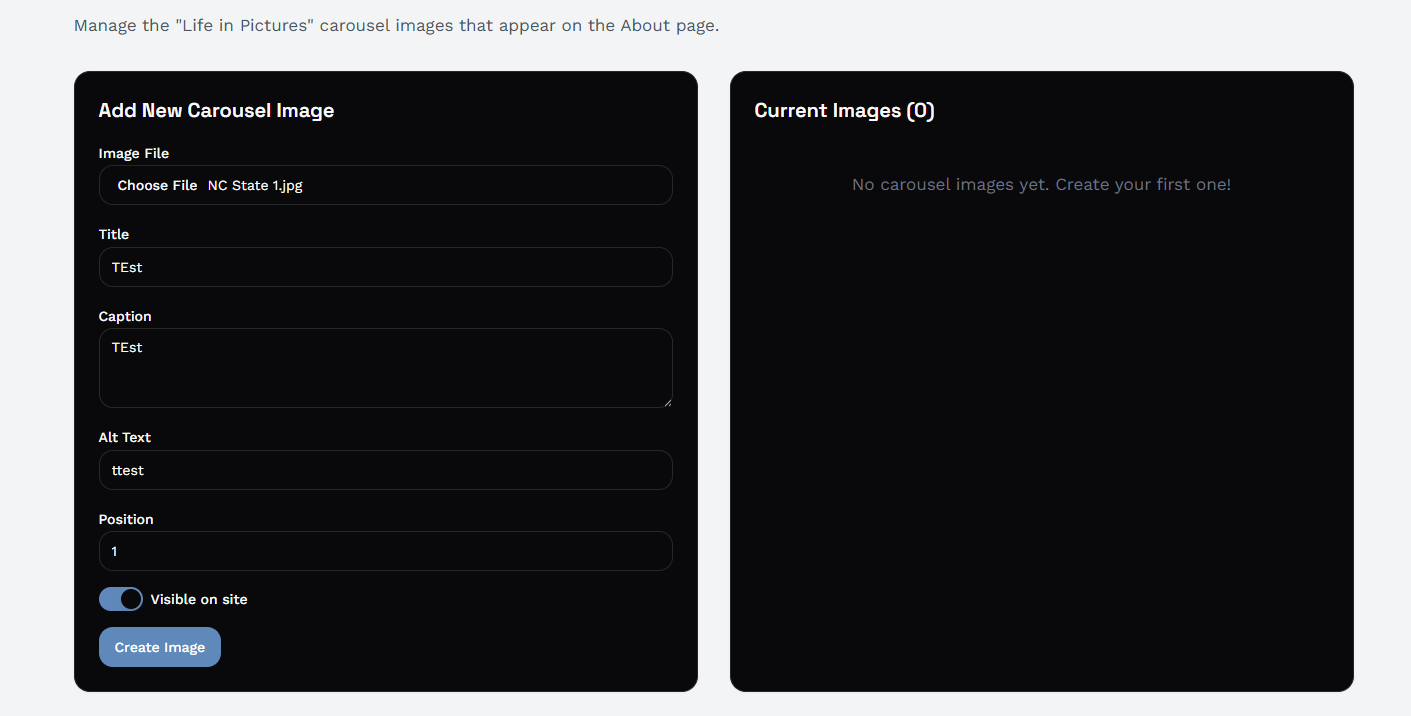 Manage the "Life in Pictures" carousel images that appear on the About page.
Add New Carousel Image
Image File
Choose File NC State 1.jpg
Title
TEst
Caption
TEst
Alt Text
ttest
Position
1
Visible on site
Create Image
Current Images (0)
No carousel images yet. Create your first one!